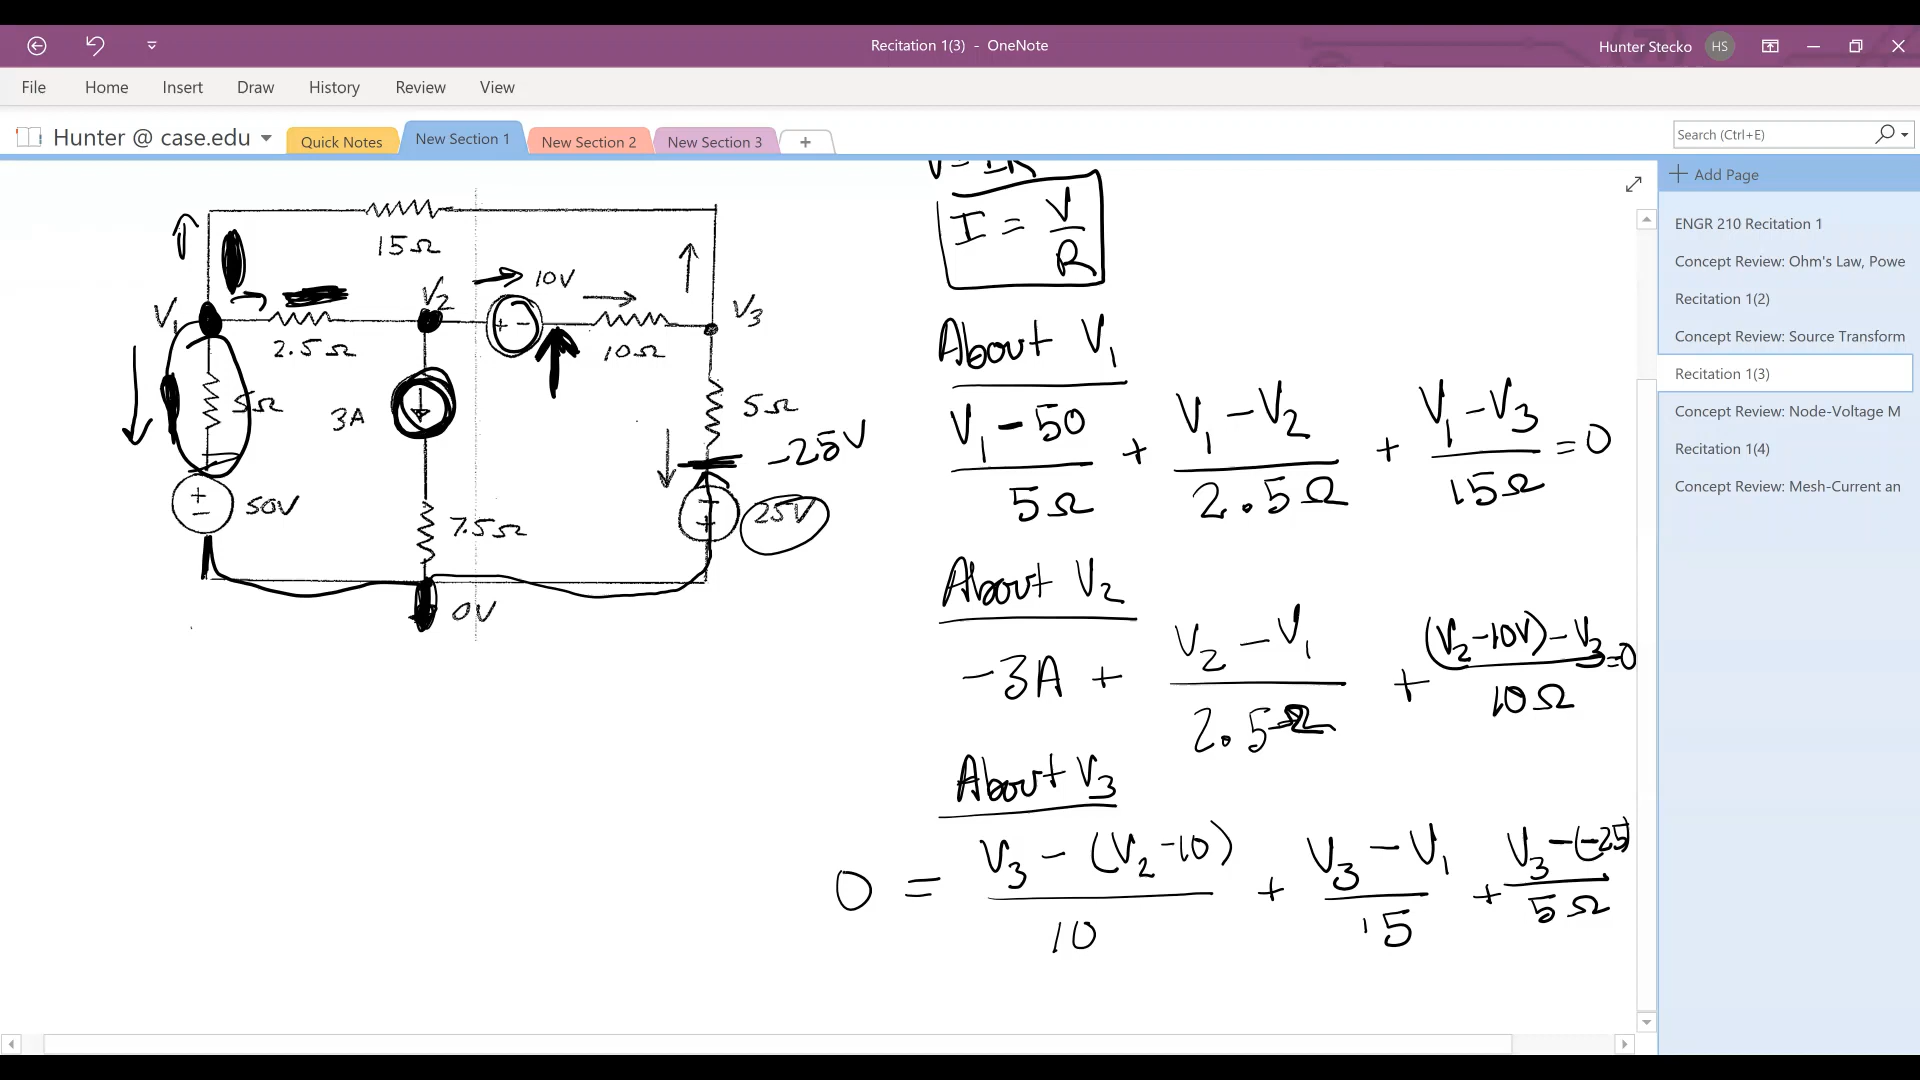 Recitation 1(3) - OneNote
Hunter Stecko HS
File Home Insert Draw History Review View
Hunter @ case.edu Quick Notes New Section 1 New Section 2 New Section 3 +
Search (Ctrl+E)
Add Page
ENGR 210 Recitation 1
Concept Review: Ohm's Law, Powe
Recitation 1(2)
Concept Review: Source Transform
Recitation 1(3)
Concept Review: Node-Voltage M
Recitation 1(4)
Concept Review: Mesh-Current an
15Ω
V₁
V₂
10V
V₃
+ -
2.5Ω
10Ω
5Ω
3A
5Ω
-25V
+
-
50V
7.5Ω
-
+
25V
0V
V = IR
I = V/R
About V₁
(V₁ - 50)/5Ω + (V₁ - V₂)/2.5Ω + (V₁ - V₃)/15Ω = 0
About V₂
-3A + (V₂ - V₁)/2.5Ω + ((V₂ - 10V) - V₃)/10Ω = 0
About V₃
0 = (V₃ - (V₂ - 10))/10 + (V₃ - V₁)/15 + (V₃ - (-25))/5Ω